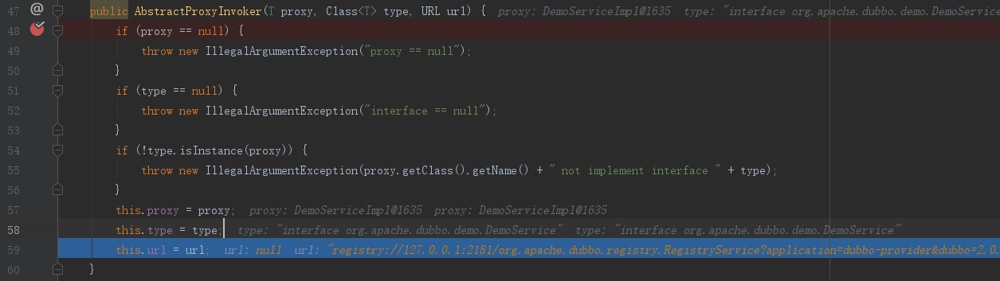 47 @ public AbstractProxyInvoker(T proxy, Class<T> type, URL url) { proxy: DemoServiceImpl@1635 type: "interface org.apache.dubbo.demo.DemoService
48 if (proxy == null) {
49 throw new IllegalArgumentException("proxy == null");
50 }
51 if (type == null) {
52 throw new IllegalArgumentException("interface == null");
53 }
54 if (!type.isInstance(proxy)) {
55 throw new IllegalArgumentException(proxy.getClass().getName() + " not implement interface " + type);
56 }
57 this.proxy = proxy; proxy: DemoServiceImpl@1635 proxy: DemoServiceImpl@1635
58 this.type = type; type: "interface org.apache.dubbo.demo.DemoService" type: "interface org.apache.dubbo.demo.DemoService"
59 this.url = url; url: null url: "registry://127.0.0.1:2181/org.apache.dubbo.registry.RegistryService?application=dubbo-provider&dubbo=2.0.
60 }